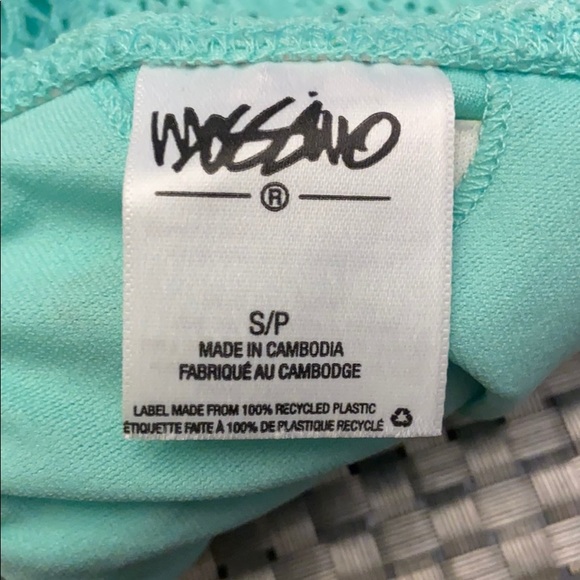 MOSSIMO
®
S/P
MADE IN CAMBODIA
FABRIQUÉ AU CAMBODGE
LABEL MADE FROM 100% RECYCLED PLASTIC
ÉTIQUETTE FAITE À 100% DE PLASTIQUE RECYCLÉ